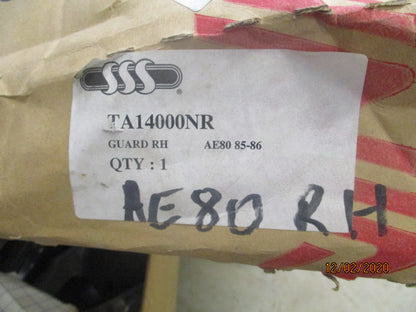 SSS
®
TA14000NR
GUARD RH AE80 85-86
QTY : 1
AE80 RH
12/02/2020